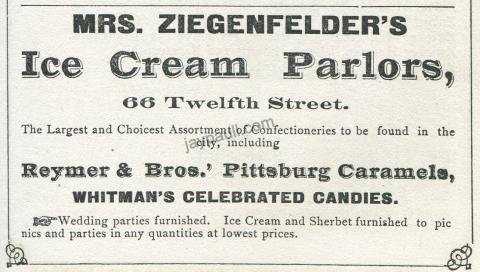 MRS. ZIEGENFELDER'S
Ice Cream Parlors,
66 Twelfth Street.
The Largest and Choicest Assortment of Confectioneries to be found in the
city, including
Reymer & Bros.' Pittsburg Caramels,
WHITMAN'S CELEBRATED CANDIES.
☞Wedding parties furnished. Ice Cream and Sherbet furnished to pic
nics and parties in any quantities at lowest prices.
jaypaull.com